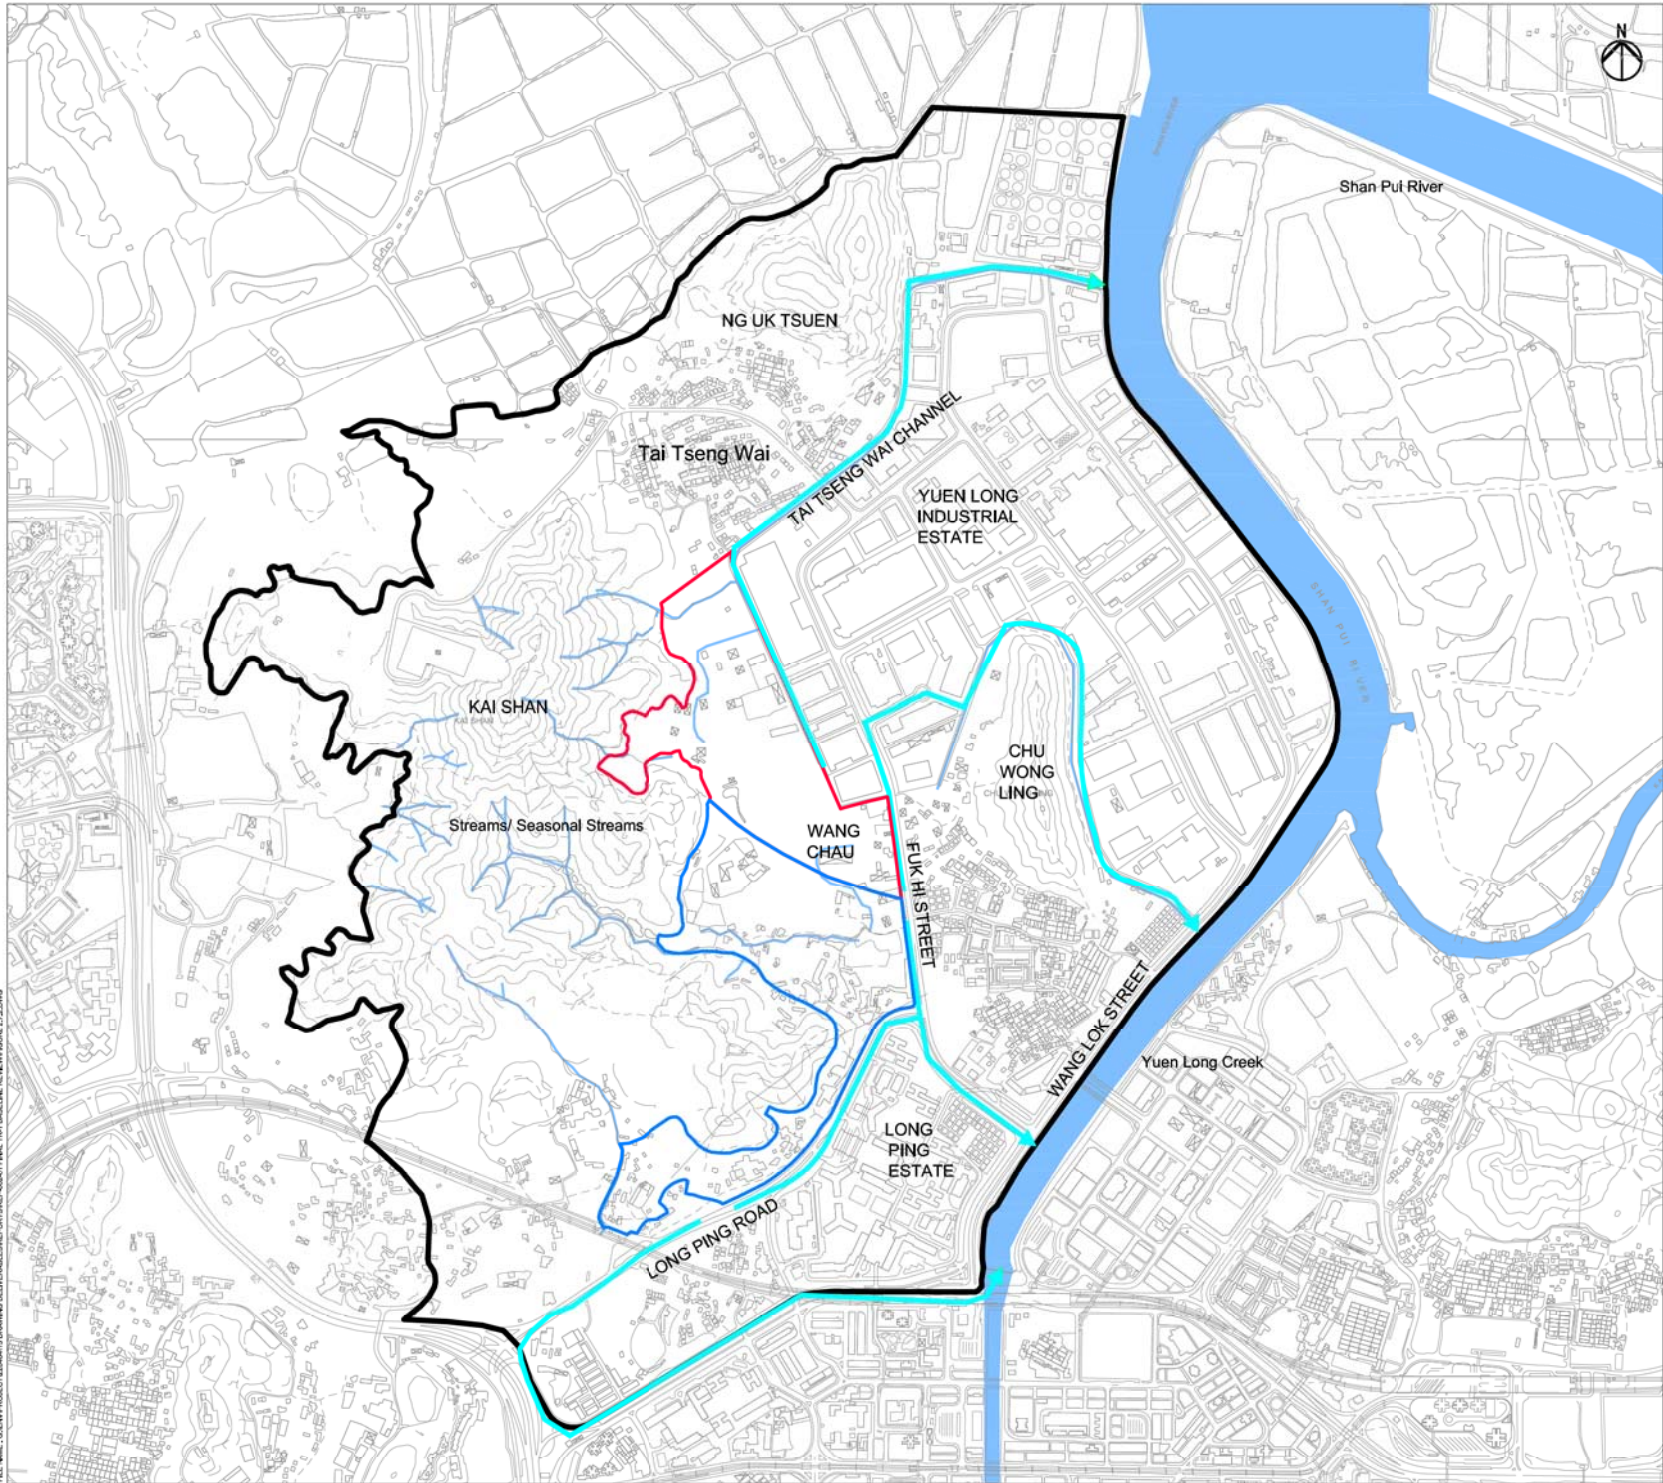 N
Shan Pui River
NG UK TSUEN
Tai Tseng Wai
TAI TSENG WAI CHANNEL
YUEN LONG
INDUSTRIAL
ESTATE
SHAN PUI RIVER
KAI SHAN
KAI SHAN
CHU
WONG
LING
Streams/ Seasonal Streams
WANG
CHAU
FUK HI STREET
WANG LOK STREET
Yuen Long Creek
LONG
PING
ESTATE
LONG PING ROAD